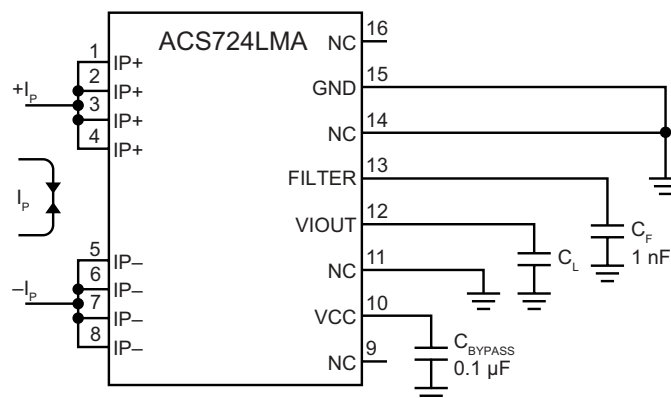 ACS724LMA
1
IP+
2
IP+
3
IP+
4
IP+
+IP
IP
5
IP–
6
IP–
7
IP–
8
IP–
–IP
NC
16
GND
15
NC
14
FILTER
13
VIOUT
12
NC
11
VCC
10
NC
9
CF
1 nF
CL
CBYPASS
0.1 µF